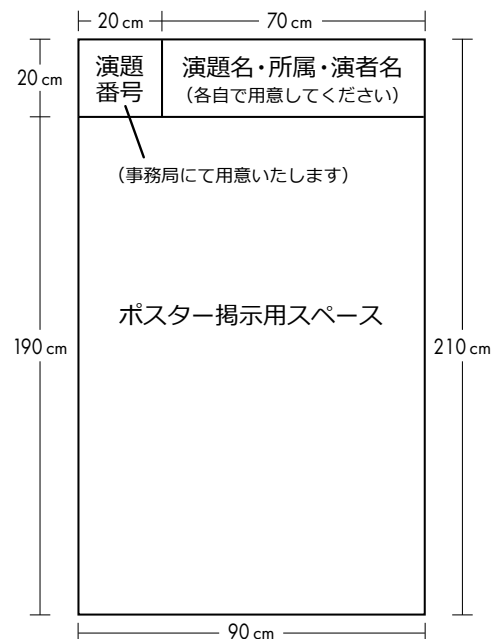 20 cm
70 cm
20 cm
演題
番号
演題名・所属・演者名
（各自で用意してください）
（事務局にて用意いたします）
ポスター掲示用スペース
190 cm
210 cm
90 cm